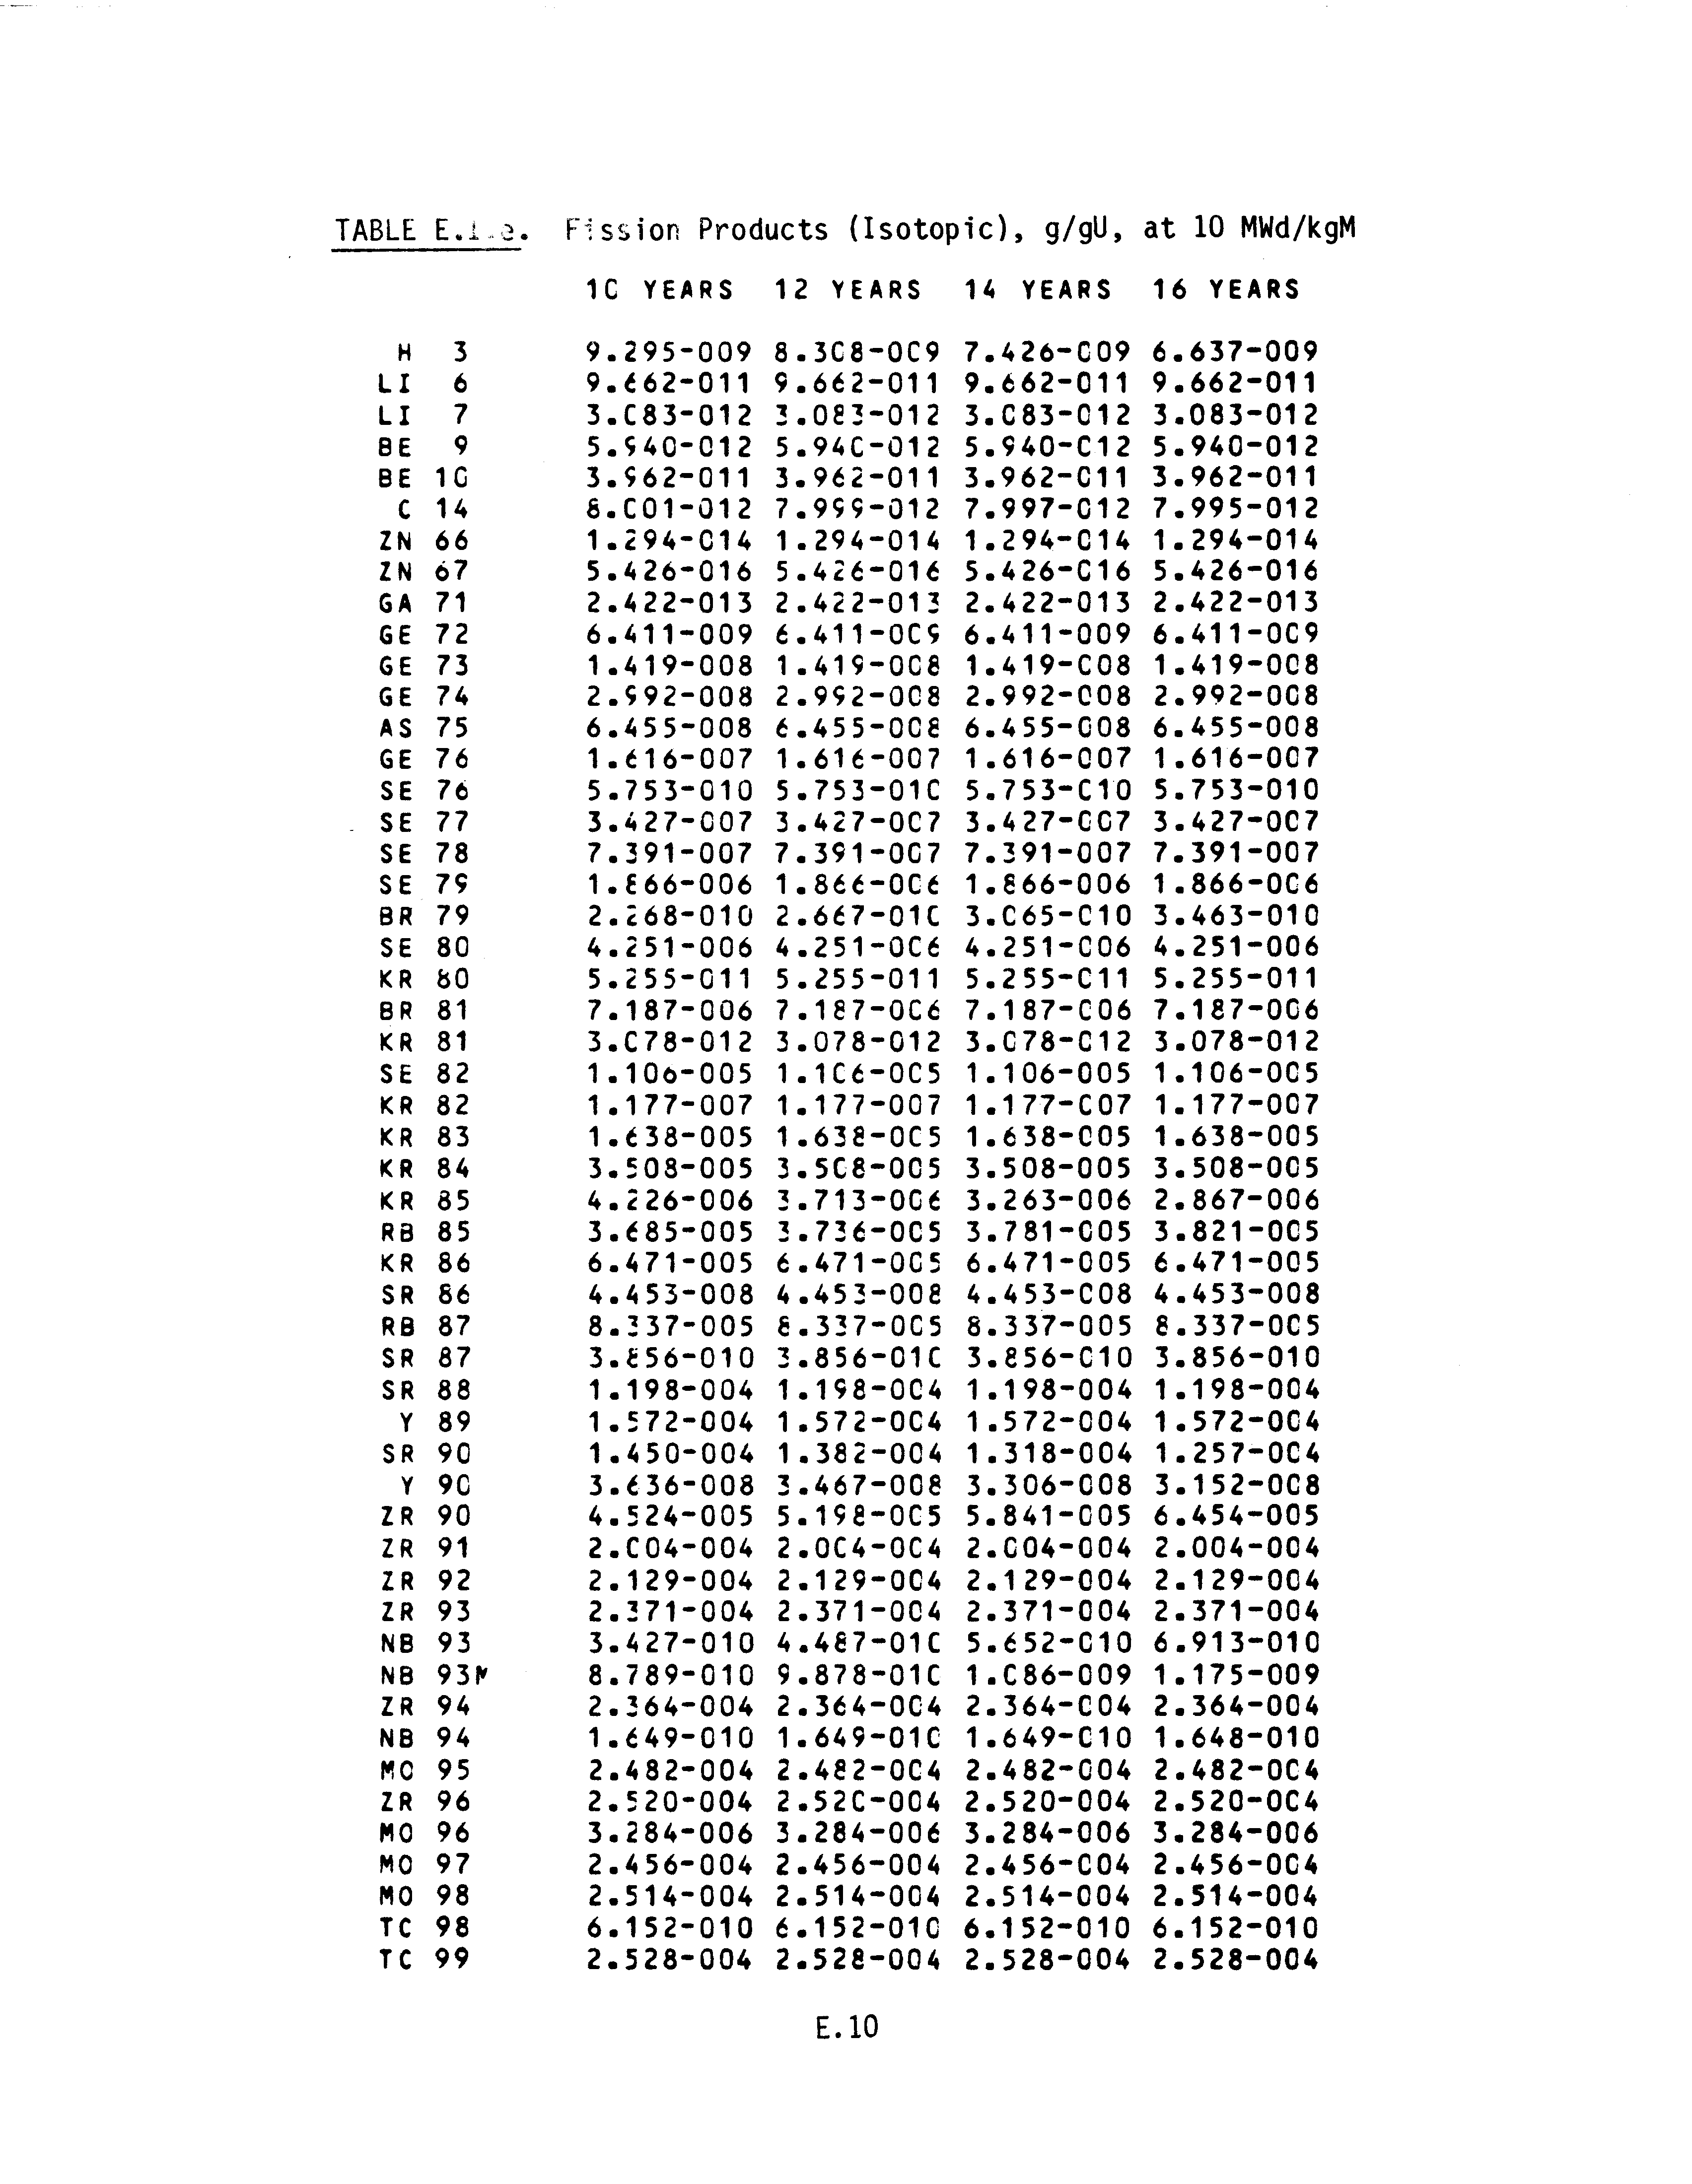 TABLE E.1.e. Fission Products (Isotopic), g/gU, at 10 MWd/kgM
10 YEARS 12 YEARS 14 YEARS 16 YEARS
H 3 9.295-009 8.308-009 7.426-009 6.637-009
LI 6 9.662-011 9.662-011 9.662-011 9.662-011
LI 7 3.083-012 3.083-012 3.083-012 3.083-012
BE 9 5.940-012 5.940-012 5.940-012 5.940-012
BE 10 3.962-011 3.962-011 3.962-011 3.962-011
C 14 8.001-012 7.999-012 7.997-012 7.995-012
ZN 66 1.294-014 1.294-014 1.294-014 1.294-014
ZN 67 5.426-016 5.426-016 5.426-016 5.426-016
GA 71 2.422-013 2.422-013 2.422-013 2.422-013
GE 72 6.411-009 6.411-009 6.411-009 6.411-009
GE 73 1.419-008 1.419-008 1.419-008 1.419-008
GE 74 2.992-008 2.992-008 2.992-008 2.992-008
AS 75 6.455-008 6.455-008 6.455-008 6.455-008
GE 76 1.616-007 1.616-007 1.616-007 1.616-007
SE 76 5.753-010 5.753-010 5.753-010 5.753-010
SE 77 3.427-007 3.427-007 3.427-007 3.427-007
SE 78 7.391-007 7.391-007 7.391-007 7.391-007
SE 79 1.866-006 1.866-006 1.866-006 1.866-006
BR 79 2.268-010 2.667-010 3.065-010 3.463-010
SE 80 4.251-006 4.251-006 4.251-006 4.251-006
KR 80 5.255-011 5.255-011 5.255-011 5.255-011
BR 81 7.187-006 7.187-006 7.187-006 7.187-006
KR 81 3.078-012 3.078-012 3.078-012 3.078-012
SE 82 1.106-005 1.106-005 1.106-005 1.106-005
KR 82 1.177-007 1.177-007 1.177-007 1.177-007
KR 83 1.638-005 1.638-005 1.638-005 1.638-005
KR 84 3.508-005 3.508-005 3.508-005 3.508-005
KR 85 4.226-006 3.713-006 3.263-006 2.867-006
RB 85 3.685-005 3.736-005 3.781-005 3.821-005
KR 86 6.471-005 6.471-005 6.471-005 6.471-005
SR 86 4.453-008 4.453-008 4.453-008 4.453-008
RB 87 8.337-005 8.337-005 8.337-005 8.337-005
SR 87 3.856-010 3.856-010 3.856-010 3.856-010
SR 88 1.198-004 1.198-004 1.198-004 1.198-004
Y 89 1.572-004 1.572-004 1.572-004 1.572-004
SR 90 1.450-004 1.382-004 1.318-004 1.257-004
Y 90 3.636-008 3.467-008 3.306-008 3.152-008
ZR 90 4.524-005 5.198-005 5.841-005 6.454-005
ZR 91 2.004-004 2.004-004 2.004-004 2.004-004
ZR 92 2.129-004 2.129-004 2.129-004 2.129-004
ZR 93 2.371-004 2.371-004 2.371-004 2.371-004
NB 93 3.427-010 4.487-010 5.652-010 6.913-010
NB 93M 8.789-010 9.878-010 1.086-009 1.175-009
ZR 94 2.364-004 2.364-004 2.364-004 2.364-004
NB 94 1.649-010 1.649-010 1.649-010 1.648-010
MO 95 2.482-004 2.482-004 2.482-004 2.482-004
ZR 96 2.520-004 2.520-004 2.520-004 2.520-004
MO 96 3.284-006 3.284-006 3.284-006 3.284-006
MO 97 2.456-004 2.456-004 2.456-004 2.456-004
MO 98 2.514-004 2.514-004 2.514-004 2.514-004
TC 98 6.152-010 6.152-010 6.152-010 6.152-010
TC 99 2.528-004 2.528-004 2.528-004 2.528-004
E.10